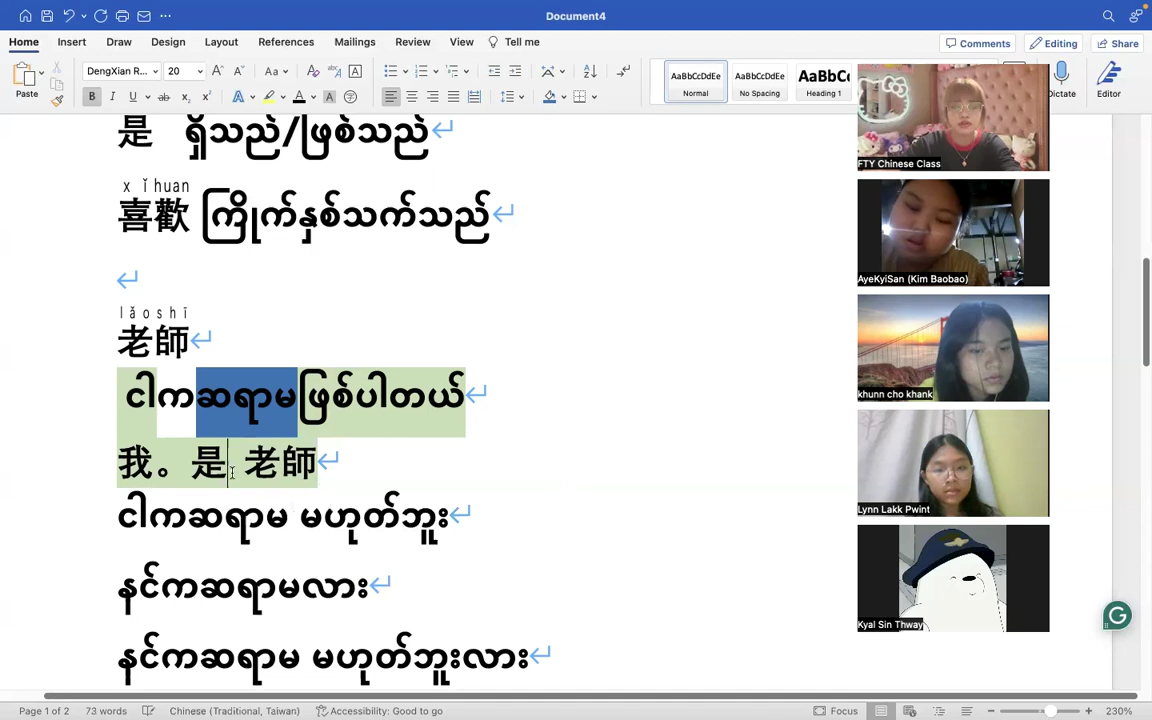 Document4
Home Insert Draw Design Layout References Mailings Review View Tell me
Comments Editing Share
Paste
DengXian R... 20
AaBbCcDdEe AaBbCcDdEe AaBbC
Normal No Spacing Heading 1
Dictate Editor
是 ရှိသည်/ဖြစ်သည်
xǐhuan
喜歡 ကြိုက်နှစ်သက်သည်
lǎoshī
老師
ငါကဆရာမဖြစ်ပါတယ်
我。是 老師
ငါကဆရာမ မဟုတ်ဘူး
နင်ကဆရာမလား
နင်ကဆရာမ မဟုတ်ဘူးလား
FTY Chinese Class
AyeKyiSan (Kim Baobao)
khunn cho khank
Lynn Lakk Pwint
Kyal Sin Thway
Page 1 of 2 73 words Chinese (Traditional, Taiwan) Accessibility: Good to go Focus 230%